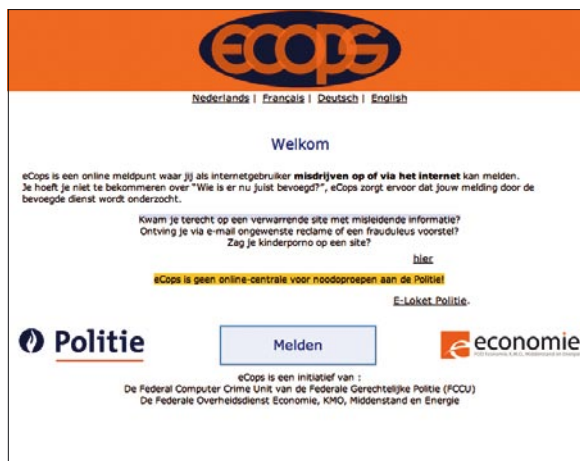 ecops
Nederlands | Français | Deutsch | English
Welkom
eCops is een online meldpunt waar jij als internetgebruiker misdrijven op of via het internet kan melden.
Je hoeft je niet te bekommeren over “Wie is er nu juist bevoegd?”, eCops zorgt ervoor dat jouw melding door de
bevoegde dienst wordt onderzocht.
Kwam je terecht op een verwarrende site met misleidende informatie?
Ontving je via e-mail ongewenste reclame of een frauduleus voorstel?
Zag je kinderporno op een site?
hier
eCops is geen online-centrale voor noodoproepen aan de Politie!
E-Loket Politie.
Politie
Melden
economie
FOD Economie, K.M.O., Middenstand en Energie
eCops is een initiatief van :
De Federal Computer Crime Unit van de Federale Gerechtelijke Politie (FCCU)
De Federale Overheidsdienst Economie, KMO, Middenstand en Energie